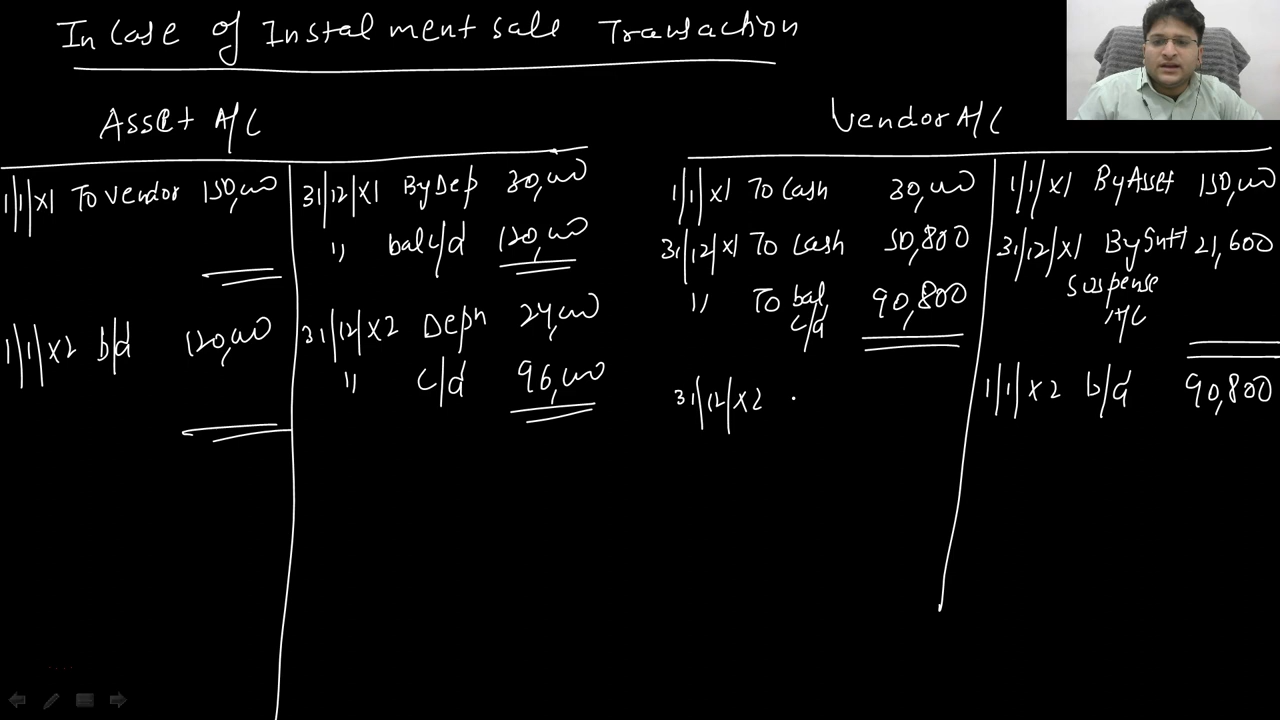 In Case of Instalment sale Transaction
Asset A/C
1/1/X1 To Vendor 150,000
31/12/X1 By Dep 30,000
" bal c/d 120,000
1/1/X2 b/d 120,000
31/12/X2 Depn 24,000
" c/d 96,000
Vendor A/C
1/1/X1 To Cash 30,000
31/12/X1 To Cash 50,800
" To bal c/d 90,800
31/12/X2
1/1/X1 By Asset 150,000
31/12/X1 By Intt 21,600
Suspense
A/C
1/1/X2 b/d 90,800